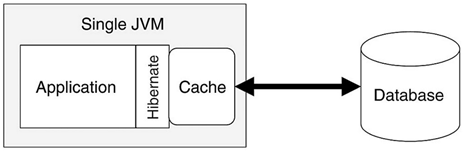 Single JVM
Application
Hibernate
Cache
Database